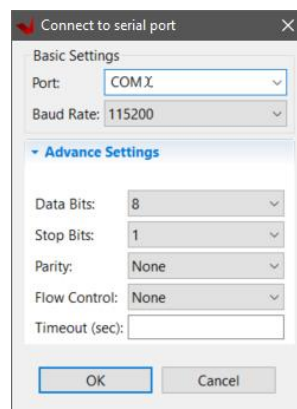 Connect to serial port
Basic Settings
Port: COMX
Baud Rate: 115200
Advance Settings
Data Bits: 8
Stop Bits: 1
Parity: None
Flow Control: None
Timeout (sec):
OK Cancel